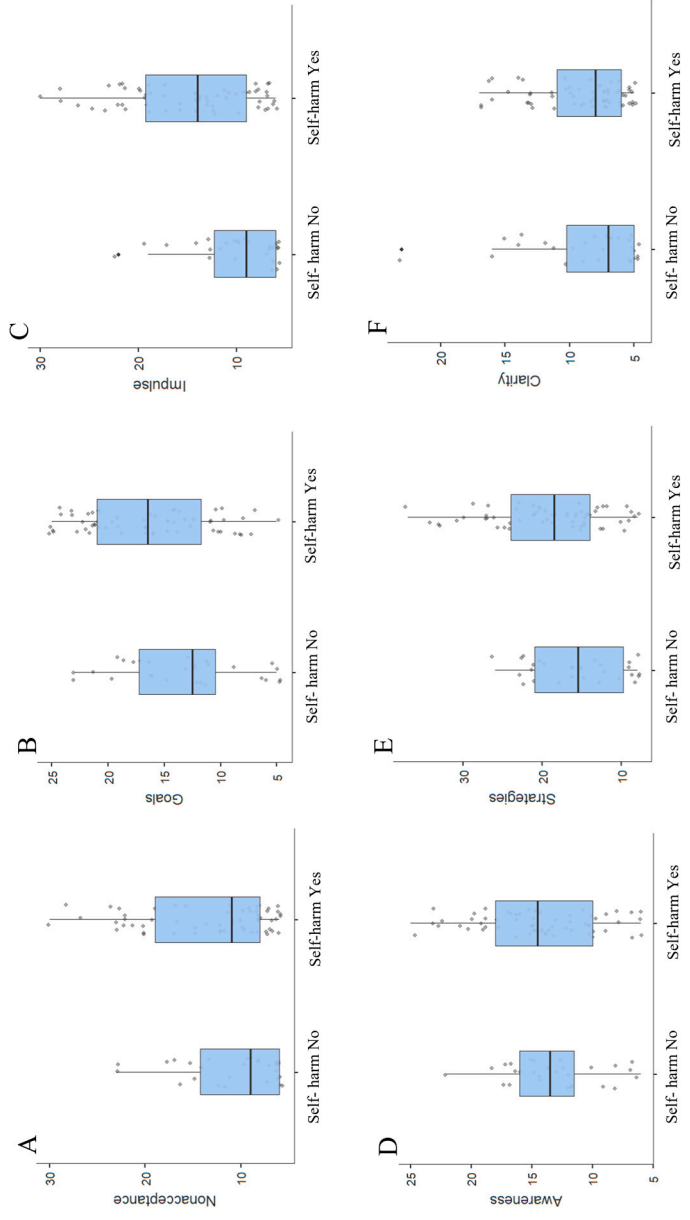 A
Nonacceptance
30
20
10
Self- harm No
Self-harm Yes
B
Goals
25
20
15
10
5
Self- harm No
Self-harm Yes
C
Impulse
30
20
10
Self- harm No
Self-harm Yes
D
Awareness
25
20
15
10
5
Self- harm No
Self-harm Yes
E
Strategies
30
20
10
Self- harm No
Self-harm Yes
F
Clarity
20
15
10
5
Self- harm No
Self-harm Yes